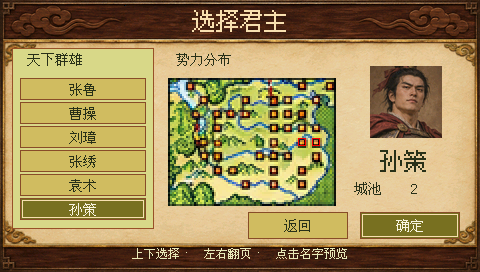 选择君主
天下群雄
势力分布
张鲁
曹操
刘璋
张绣
袁术
孙策
孙策
城池 2
返回
确定
上下选择· 左右翻页· 点击名字预览